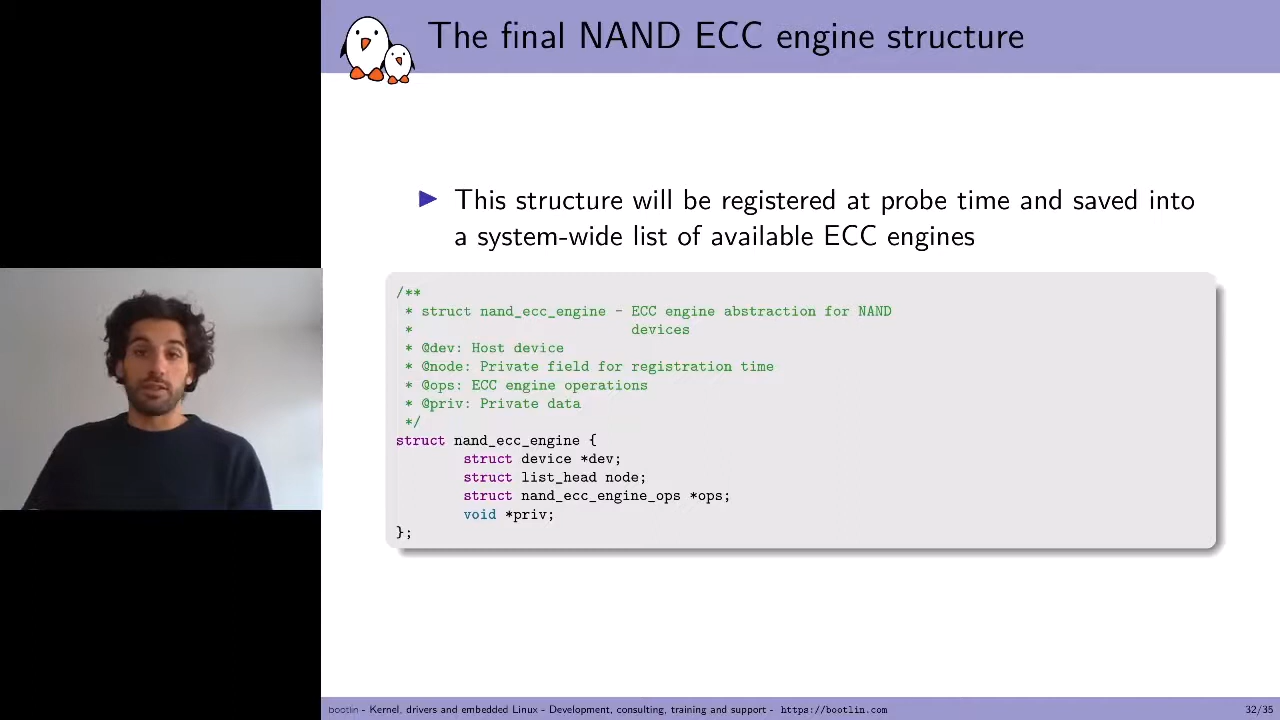 The final NAND ECC engine structure
This structure will be registered at probe time and saved into
a system-wide list of available ECC engines
/**
 * struct nand_ecc_engine - ECC engine abstraction for NAND
 *                          devices
 * @dev: Host device
 * @node: Private field for registration time
 * @ops: ECC engine operations
 * @priv: Private data
 */
struct nand_ecc_engine {
        struct device *dev;
        struct list_head node;
        struct nand_ecc_engine_ops *ops;
        void *priv;
};
bootlin - Kernel, drivers and embedded Linux - Development, consulting, training and support - https://bootlin.com 32/35